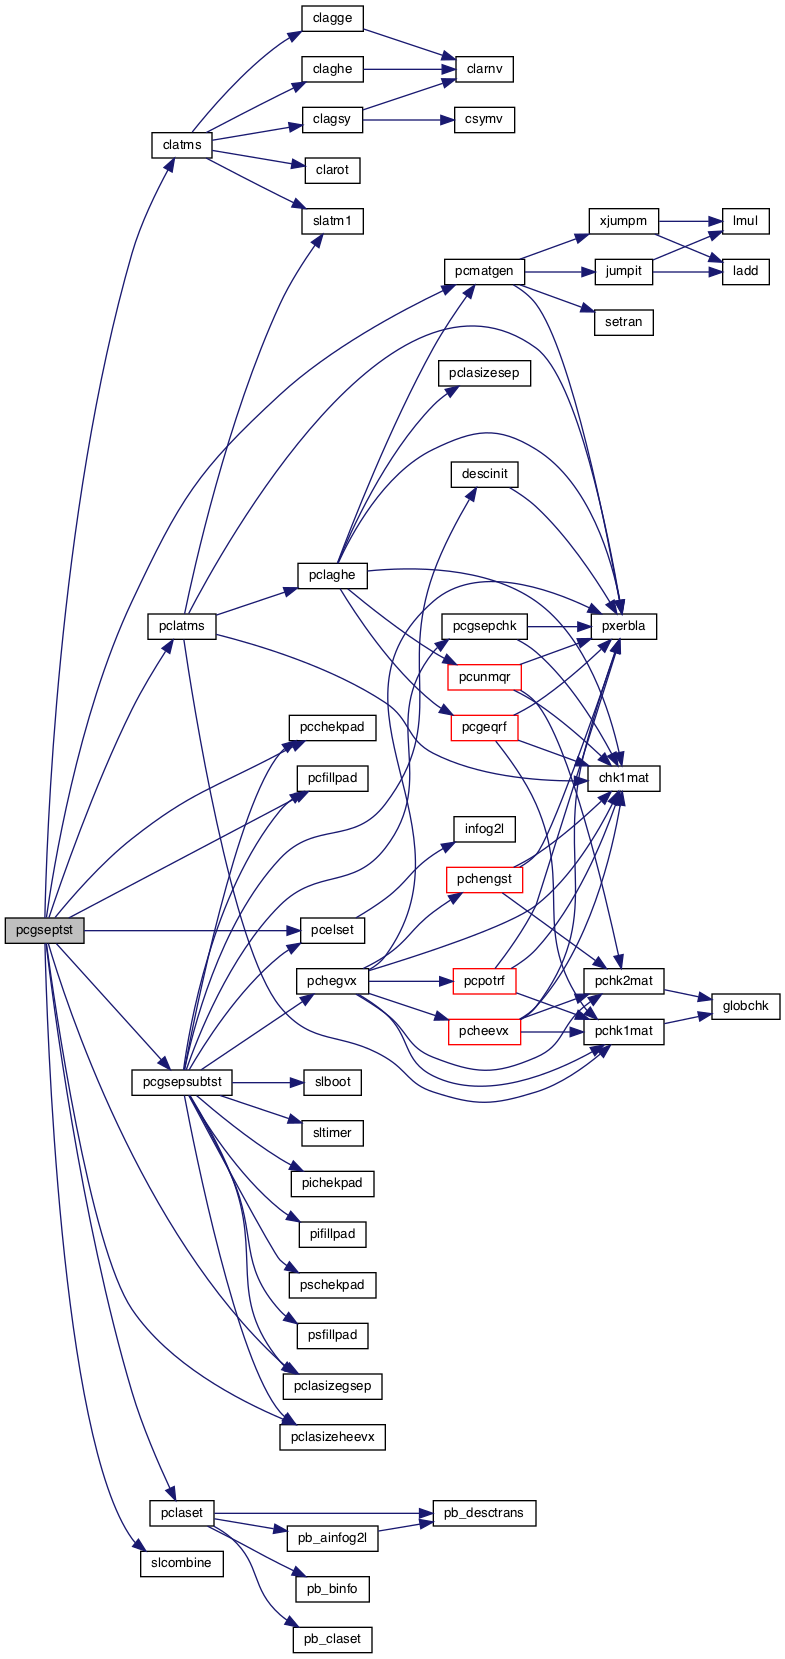 clagge
claghe
clarnv
clagsy
csymv
clatms
clarot
slatm1
xjumpm
lmul
pcmatgen
jumpit
ladd
setran
pclasizesep
descinit
pclaghe
pclatms
pcgsepchk
pxerbla
pcunmqr
pcchekpad
pcgeqrf
pcfillpad
chk1mat
infog2l
pchengst
pcgseptst
pcelset
pchegvx
pcpotrf
pchk2mat
globchk
pcheevx
pchk1mat
pcgsepsubtst
slboot
sltimer
pichekpad
pifillpad
pschekpad
psfillpad
pclasizegsep
pclasizeheevx
pclaset
pb_desctrans
pb_ainfog2l
slcombine
pb_binfo
pb_claset